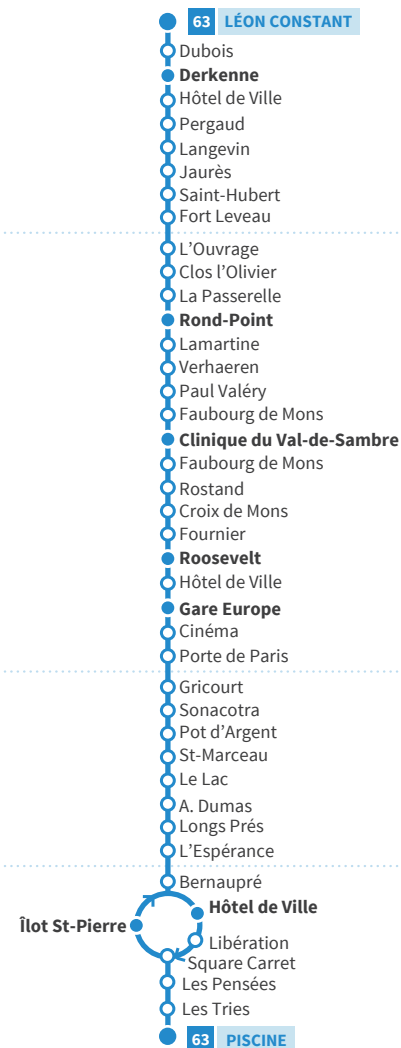 63 LÉON CONSTANT
Dubois
Derkenne
Hôtel de Ville
Pergaud
Langevin
Jaurès
Saint-Hubert
Fort Leveau
L'Ouvrage
Clos l'Olivier
La Passerelle
Rond-Point
Lamartine
Verhaeren
Paul Valéry
Faubourg de Mons
Clinique du Val-de-Sambre
Faubourg de Mons
Rostand
Croix de Mons
Fournier
Roosevelt
Hôtel de Ville
Gare Europe
Cinéma
Porte de Paris
Gricourt
Sonacotra
Pot d'Argent
St-Marceau
Le Lac
A. Dumas
Longs Prés
L'Espérance
Bernaupré
Hôtel de Ville
Îlot St-Pierre
Libération
Square Carret
Les Pensées
Les Tries
63 PISCINE